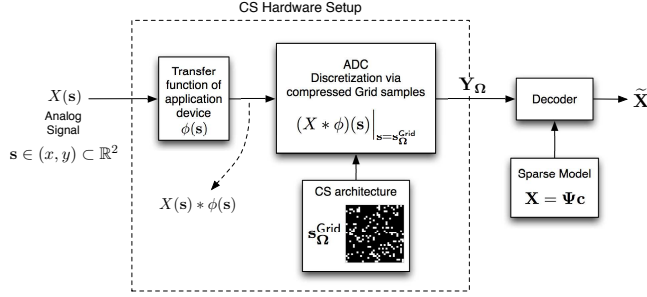 CS Hardware Setup
X(s)
Analog
Signal
s ∈ (x, y) ⊂ ℝ²
Transfer
function of
application
device
ϕ(s)
X(s) ∗ ϕ(s)
ADC
Discretization via
compressed Grid samples
(X ∗ ϕ)(s)|ₛ₌ₛ_Ω^Grid
CS architecture
s_Ω^Grid
Y_Ω
Decoder
X̃
Sparse Model
X = Ψc